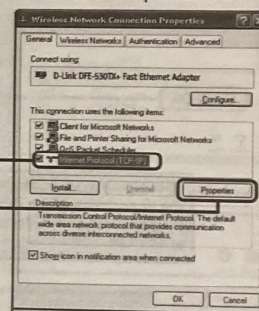 Wireless Network Connection Properties
General Wireless Networks Authentication Advanced
Connect using:
D-Link DFE-530TX+ Fast Ethernet Adapter
Configure...
This connection uses the following items:
Client for Microsoft Networks
File and Printer Sharing for Microsoft Networks
QoS Packet Scheduler
Internet Protocol (TCP/IP)
Install... Uninstall Properties
Description
Transmission Control Protocol/Internet Protocol. The default
wide area network protocol that provides communication
across diverse interconnected networks.
Show icon in notification area when connected
OK Cancel